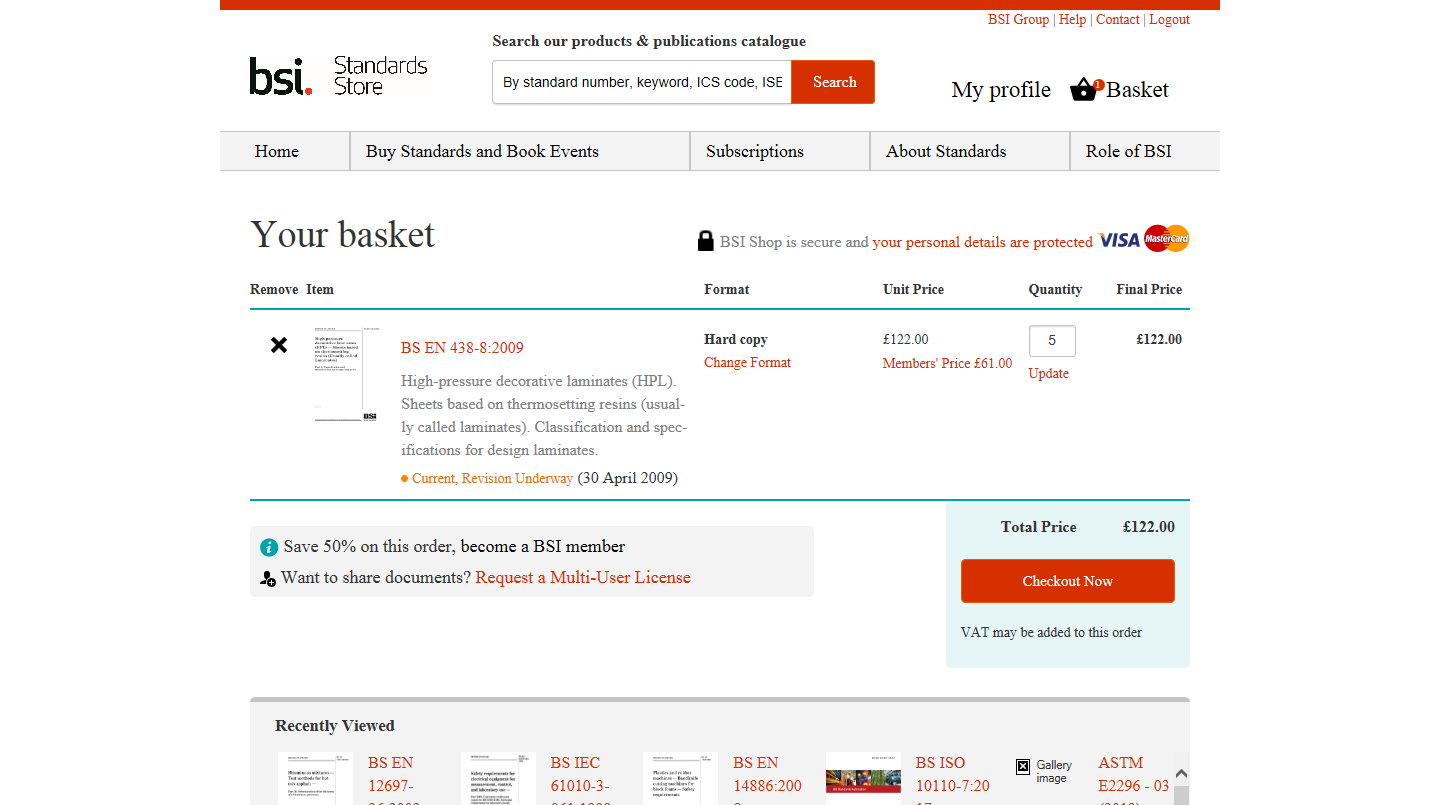 BSI Group | Help | Contact | Logout
Search our products & publications catalogue
bsi. Standards Store
By standard number, keyword, ICS code, ISE
Search
My profile
1
Basket
Home
Buy Standards and Book Events
Subscriptions
About Standards
Role of BSI
Your basket
BSI Shop is secure and your personal details are protected VISA MasterCard
Remove Item Format Unit Price Quantity Final Price
BS EN 438-8:2009
High-pressure decorative laminates (HPL).
Sheets based on thermosetting resins (usual-
ly called laminates). Classification and spec-
ifications for design laminates.
Current, Revision Underway (30 April 2009)
Hard copy
Change Format
£122.00
Members' Price £61.00
5
Update
£122.00
BSi
Save 50% on this order, become a BSI member
Want to share documents? Request a Multi-User License
Total Price £122.00
Checkout Now
VAT may be added to this order
Recently Viewed
BS EN
12697-
BS IEC
61010-3-
BS EN
14886:200
BS ISO
10110-7:20
Gallery
image
ASTM
E2296 - 03